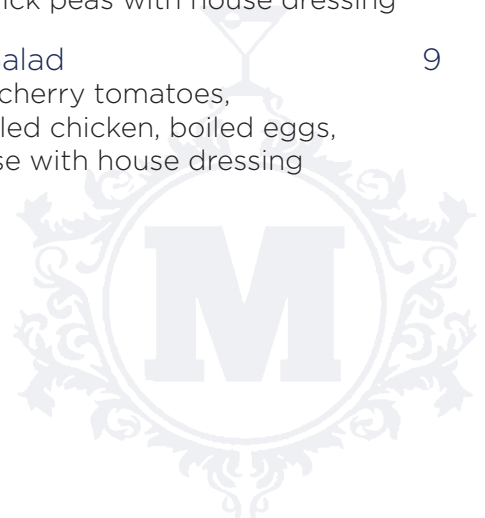 ick peas with house dressing
alad 9
cherry tomatoes,
led chicken, boiled eggs,
se with house dressing
M